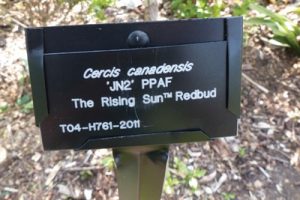 Cercis canadensis
'JN2' PPAF
The Rising Sun™ Redbud
T04-H761-2011